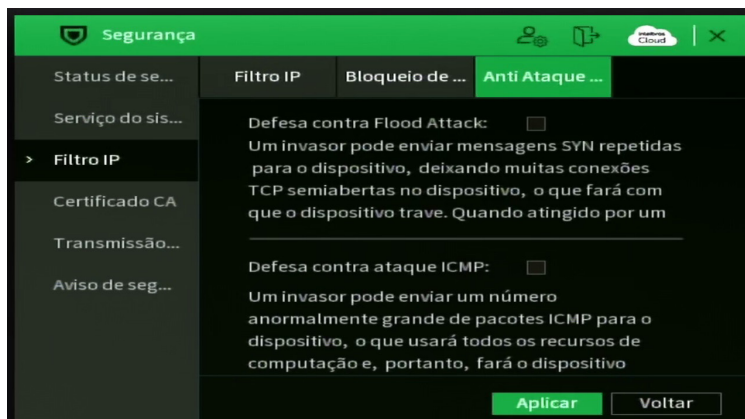 Segurança
intelbras
Cloud
Status de se...
Serviço do sis...
Filtro IP
Certificado CA
Transmissão...
Aviso de seg...
Filtro IP
Bloqueio de ...
Anti Ataque ...
Defesa contra Flood Attack:
Um invasor pode enviar mensagens SYN repetidas
para o dispositivo, deixando muitas conexões
TCP semiabertas no dispositivo, o que fará com
que o dispositivo trave. Quando atingido por um
Defesa contra ataque ICMP:
Um invasor pode enviar um número
anormalmente grande de pacotes ICMP para o
dispositivo, o que usará todos os recursos de
computação e, portanto, fará o dispositivo
Aplicar
Voltar